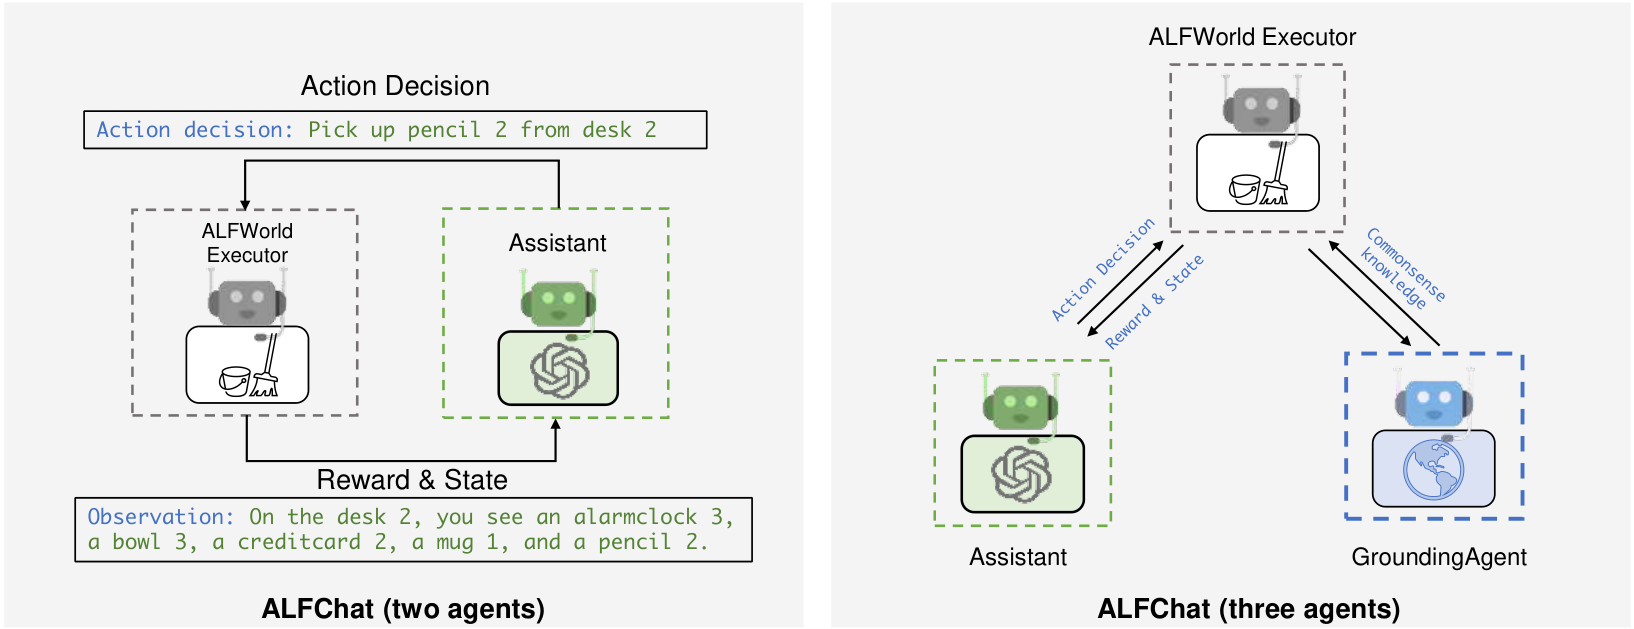 Action Decision
Action decision: Pick up pencil 2 from desk 2
ALFWorld
Executor
Assistant
Reward & State
Observation: On the desk 2, you see an alarmclock 3,
a bowl 3, a creditcard 2, a mug 1, and a pencil 2.
ALFChat (two agents)
ALFWorld Executor
Action Decision
Reward & State
Commonsense
knowledge
Assistant
GroundingAgent
ALFChat (three agents)